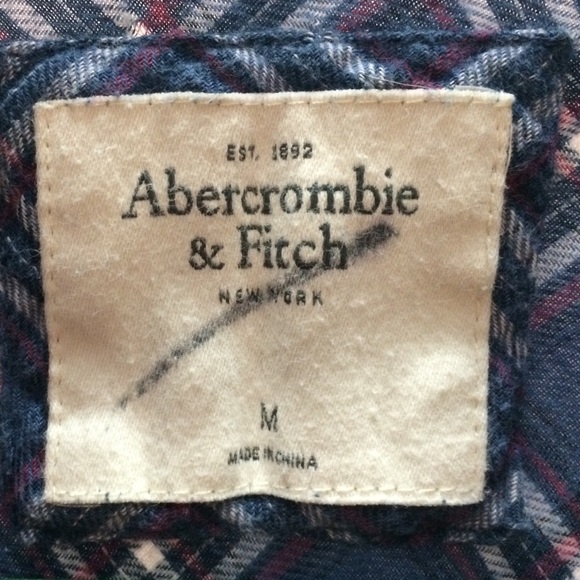 EST. 1892
Abercrombie
& Fitch
NEW YORK
M
MADE IN CHINA